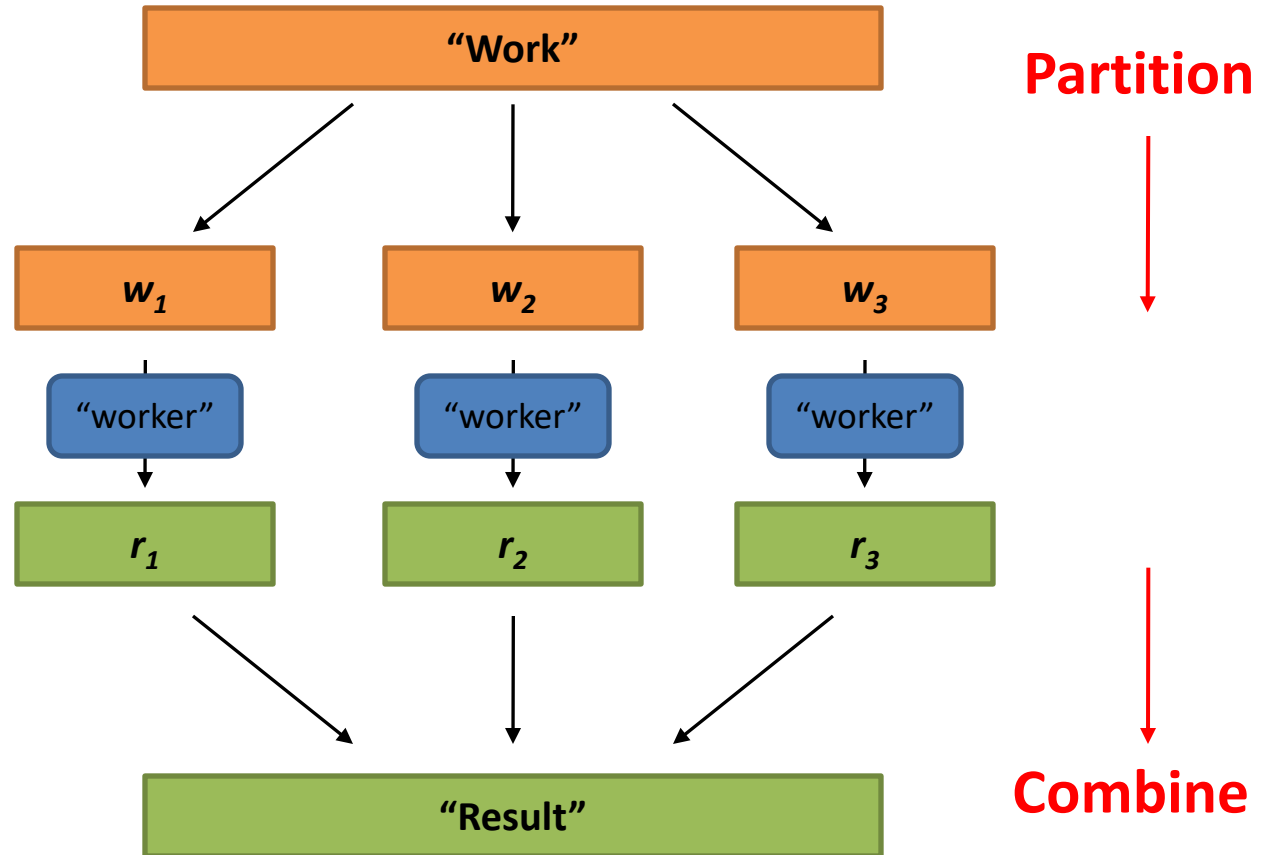 “Work”
Partition
w1
w2
w3
“worker”
“worker”
“worker”
r1
r2
r3
“Result”
Combine